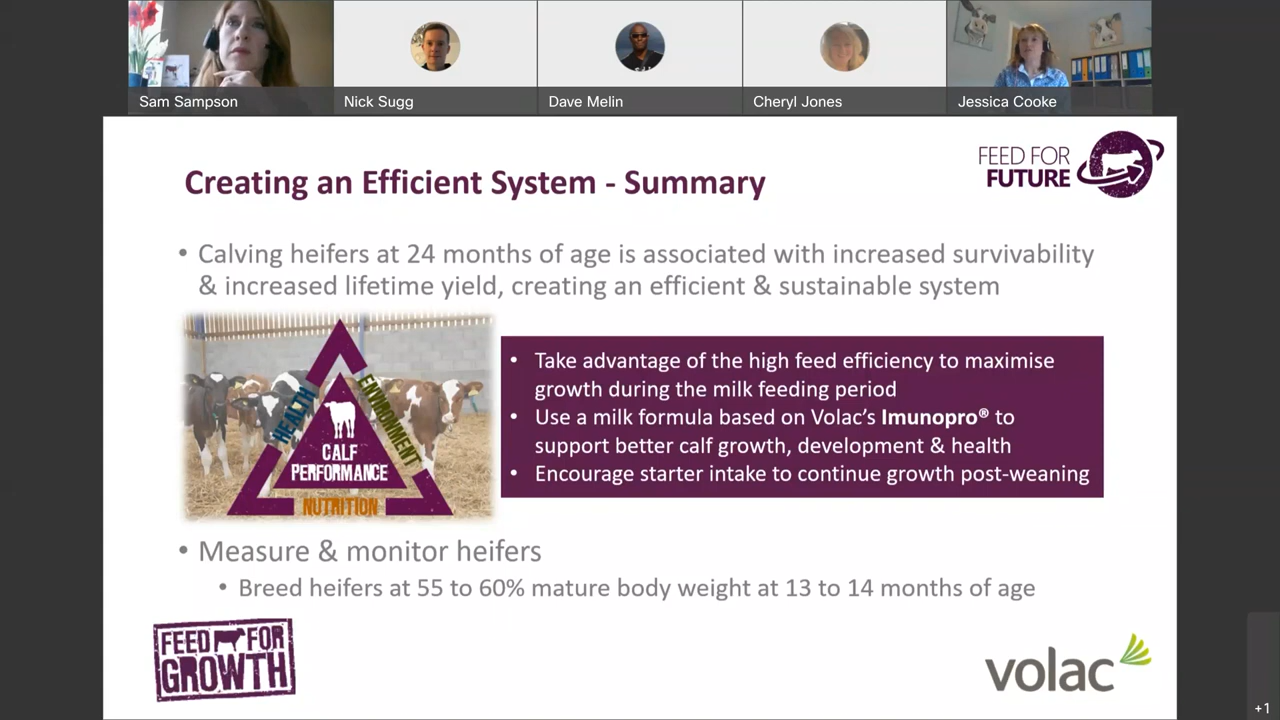 Sam Sampson
Nick Sugg
Dave Melin
Cheryl Jones
Jessica Cooke
FEED FOR
FUTURE
Creating an Efficient System - Summary
• Calving heifers at 24 months of age is associated with increased survivability
& increased lifetime yield, creating an efficient & sustainable system
HEALTH
ENVIRONMENT
CALF
PERFORMANCE
NUTRITION
• Take advantage of the high feed efficiency to maximise
growth during the milk feeding period
• Use a milk formula based on Volac's Imunopro® to
support better calf growth, development & health
• Encourage starter intake to continue growth post-weaning
• Measure & monitor heifers
• Breed heifers at 55 to 60% mature body weight at 13 to 14 months of age
FEED FOR
GROWTH
volac
+1